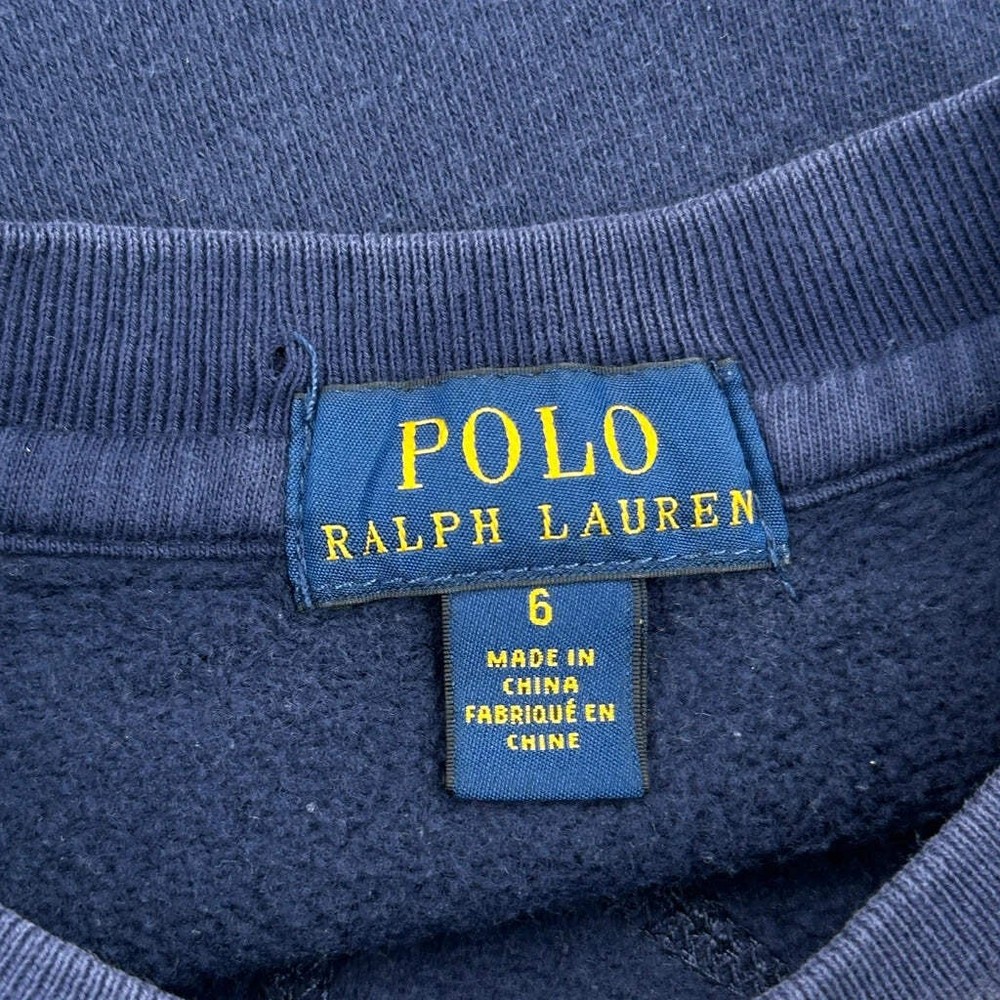 POLO
RALPH LAUREN
6
MADE IN
CHINA
FABRIQUÉ EN
CHINE